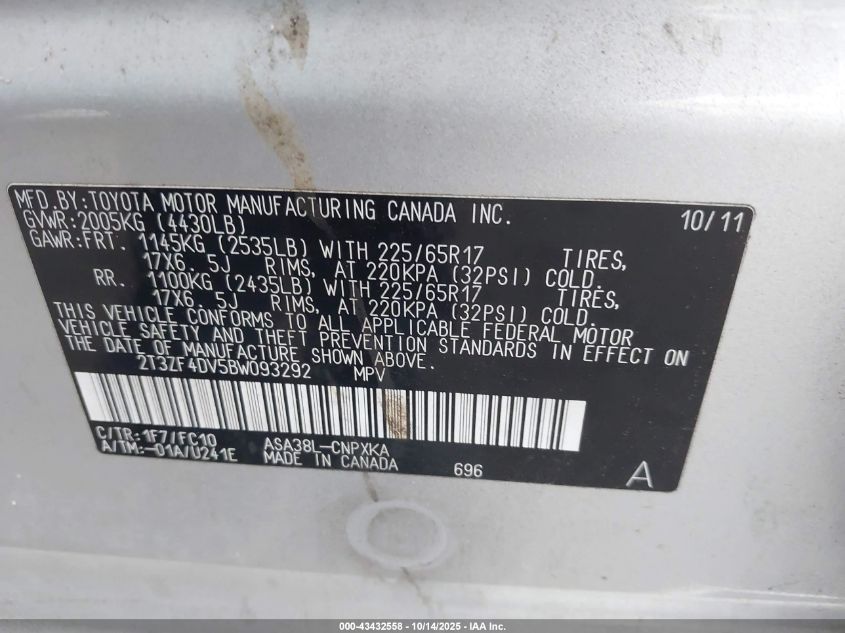 MFD.BY:TOYOTA MOTOR MANUFACTURING CANADA INC. 10/11
GVWR:2005KG (4430LB)
GAWR:FRT. 1145KG (2535LB) WITH 225/65R17 TIRES,
17X6. 5J RIMS, AT 220KPA (32PSI) COLD.
RR. 1100KG (2435LB) WITH 225/65R17 TIRES,
17X6. 5J RIMS, AT 220KPA (32PSI) COLD.
THIS VEHICLE CONFORMS TO ALL APPLICABLE FEDERAL MOTOR
VEHICLE SAFETY AND THEFT PREVENTION STANDARDS IN EFFECT ON
THE DATE OF MANUFACTURE SHOWN ABOVE.
2T3ZF4DV5BW093292 MPV
C/TR:1F7/FC10 ASA38L-CNPXKA
A/TM:-01A/U241E MADE IN CANADA 696 A
000-43432558 - 10/14/2025 - IAA Inc.